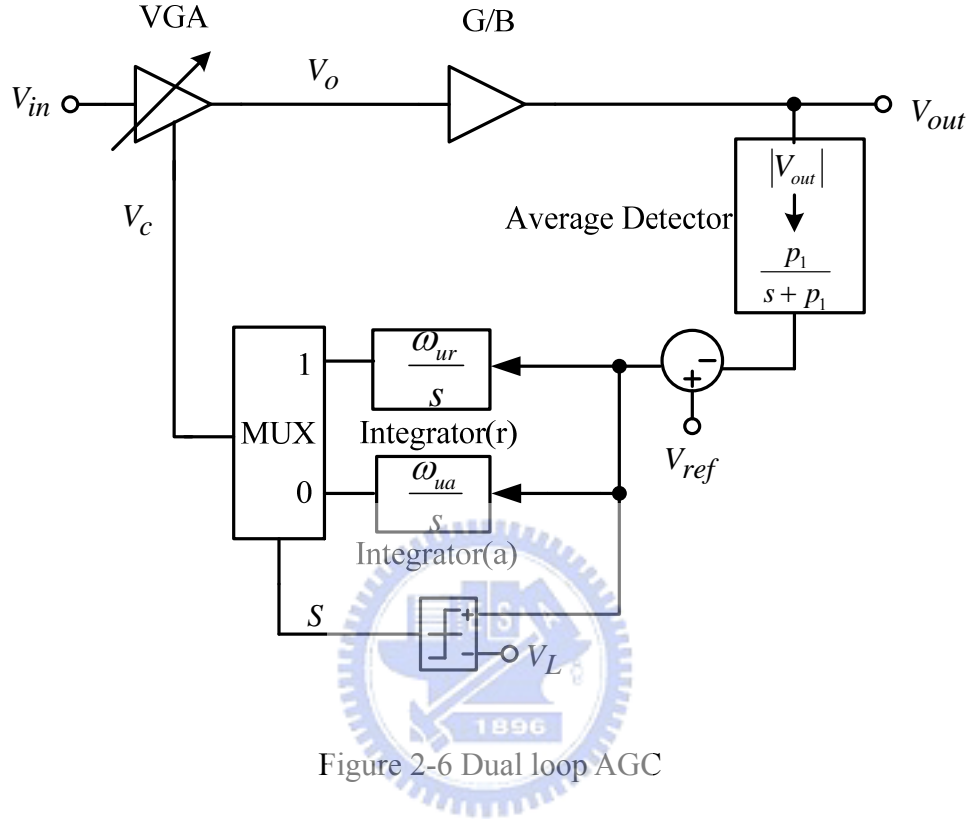 VGA
G/B
V_in
V_o
V_out
|V_out|
V_c
Average Detector
p_1
s + p_1
ω_ur
1
s
−
+
MUX
Integrator(r)
V_ref
0
ω_ua
s
Integrator(a)
S
+
−
V_L
E S
1896
Figure 2-6 Dual loop AGC